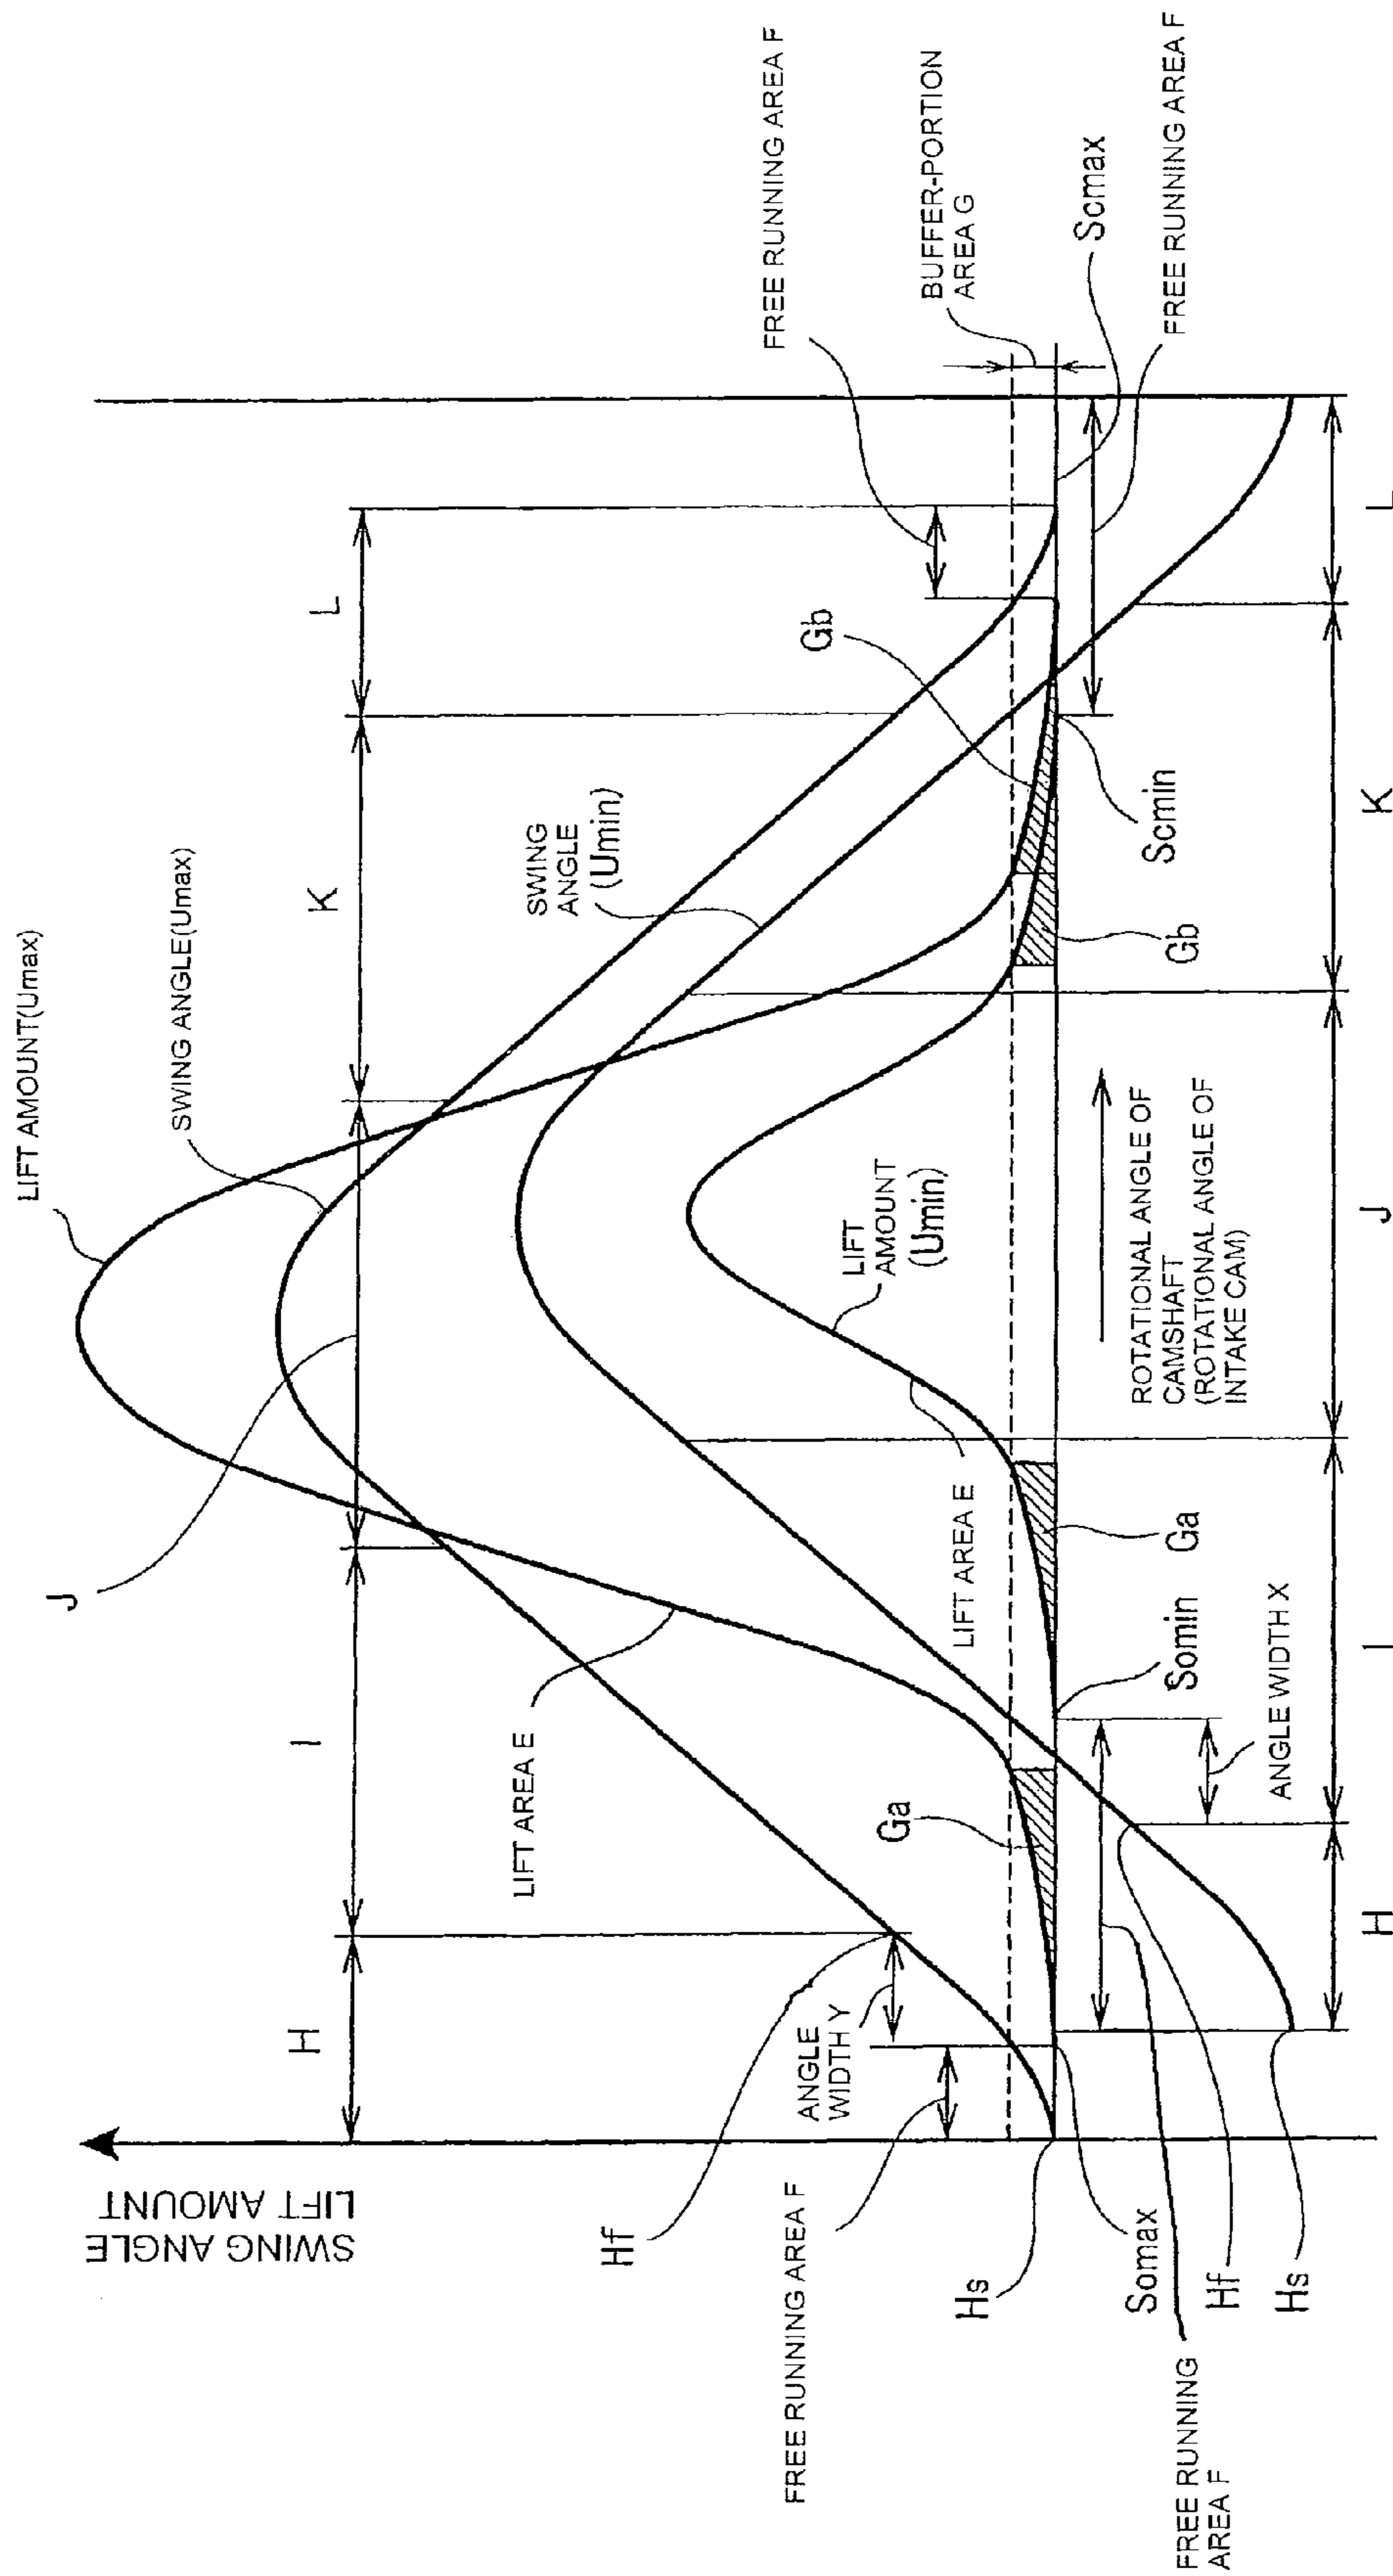 SWING ANGLE
LIFT AMOUNT
LIFT AMOUNT(Umax)
SWING ANGLE(Umax)
J
H
I
K
L
SWING
ANGLE
(Umin)
FREE RUNNING AREA F
BUFFER-PORTION
AREA G
Scmax
FREE RUNNING AREA F
Hf
LIFT AREA E
LIFT AREA E
LIFT
AMOUNT
(Umin)
Gb
Gb
Scmin
Ga
Ga
Somin
ANGLE
WIDTH Y
ANGLE WIDTH X
FREE RUNNING AREA F
Hs
Somax
Hf
Hs
FREE RUNNING
AREA F
ROTATIONAL ANGLE OF
CAMSHAFT
(ROTATIONAL ANGLE OF
INTAKE CAM)
H
I
J
K
L